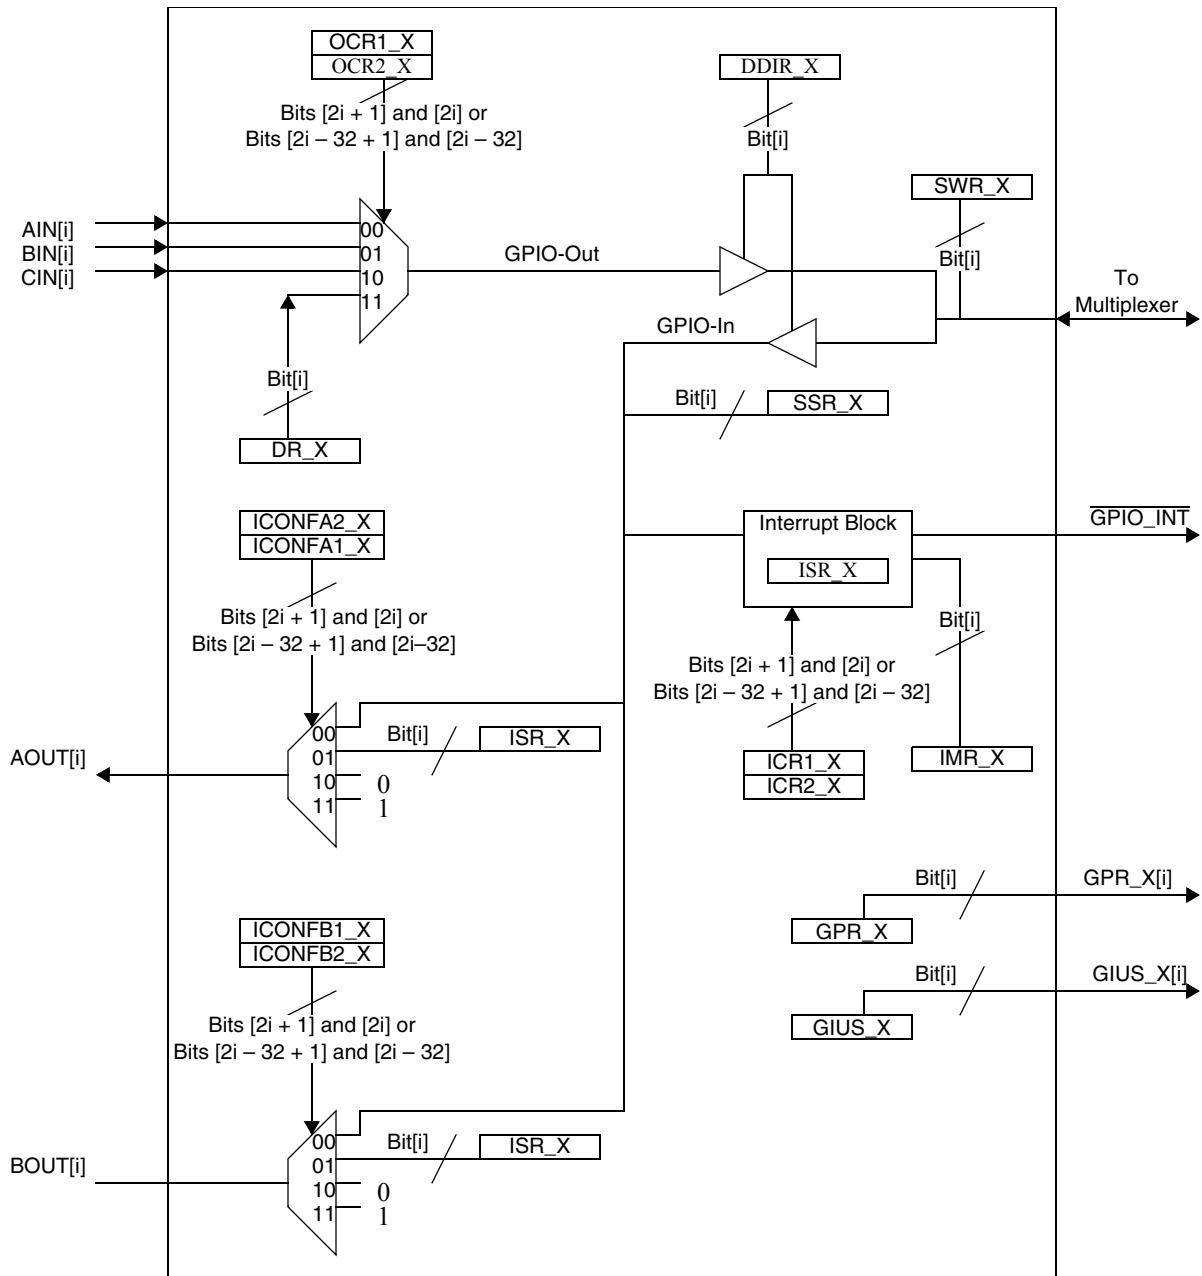 OCR1_X
OCR2_X
Bits [2i + 1] and [2i] or
Bits [2i – 32 + 1] and [2i – 32]
DDIR_X
Bit[i]
SWR_X
Bit[i]
AIN[i]
BIN[i]
CIN[i]
00
01
10
11
GPIO-Out
To
Multiplexer
GPIO-In
Bit[i]
DR_X
Bit[i]
SSR_X
ICONFA2_X
ICONFA1_X
Bits [2i + 1] and [2i] or
Bits [2i – 32 + 1] and [2i–32]
Interrupt Block
ISR_X
GPIO_INT
Bit[i]
Bits [2i + 1] and [2i] or
Bits [2i – 32 + 1] and [2i – 32]
ICR1_X
ICR2_X
IMR_X
AOUT[i]
00
01
10
11
Bit[i]
ISR_X
0
1
Bit[i]
GPR_X[i]
GPR_X
Bit[i]
GIUS_X[i]
GIUS_X
ICONFB1_X
ICONFB2_X
Bits [2i + 1] and [2i] or
Bits [2i – 32 + 1] and [2i – 32]
BOUT[i]
00
01
10
11
Bit[i]
ISR_X
0
1